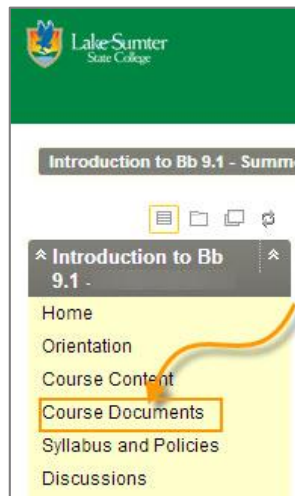 Lake-Sumter
State College
Introduction to Bb 9.1 - Summe
Introduction to Bb
9.1 -
Home
Orientation
Course Content
Course Documents
Syllabus and Policies
Discussions